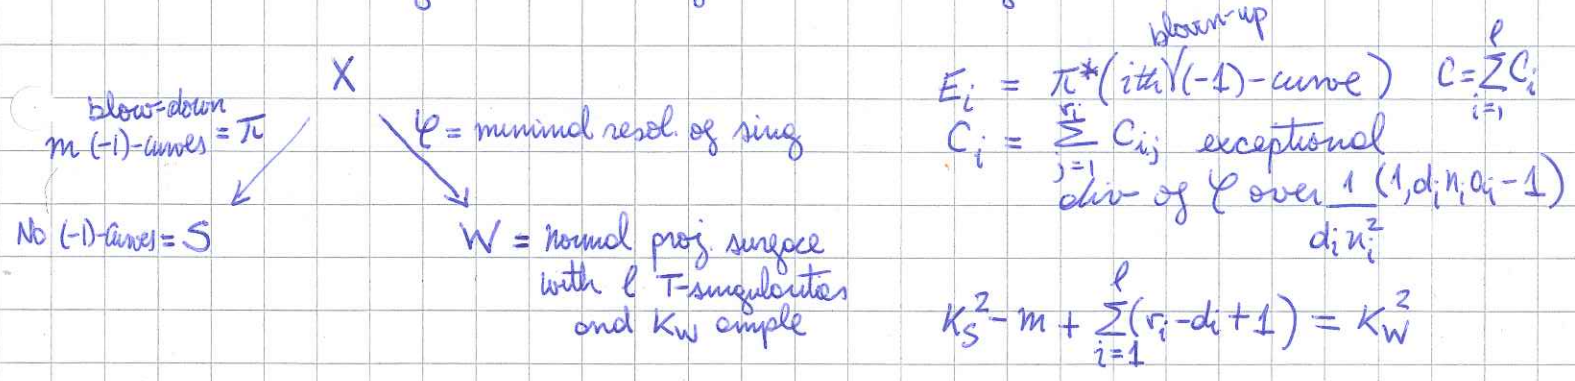 X
blow-down
m (-1)-curves = π
φ = minimal resol. of sing
No (-1)-curves = S
W = normal proj. surface
with l T-singularities
and K_W ample
blown-up
E_i = π*(ith (-1)-curve) C = Σ_{i=1}^{l} C_i
C_i = Σ_{j=1}^{r_i} C_{i,j} exceptional
div of φ over 1/(d_i n_i^2) (1, d_i n_i a_i - 1)
K_S^2 - m + Σ_{i=1}^{l} (r_i - d_i + 1) = K_W^2